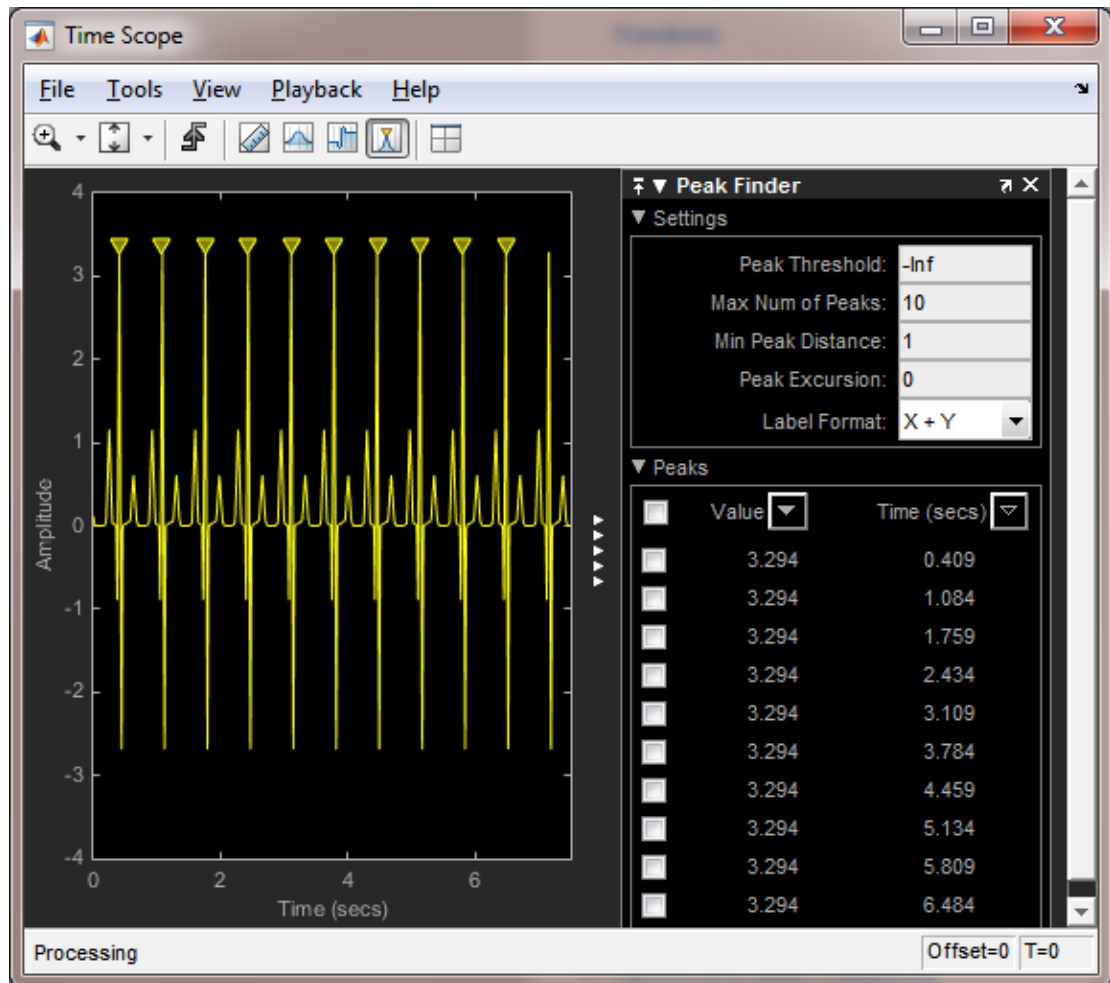 Time Scope
File Tools View Playback Help
4
3
2
1
0
-1
-2
-3
-4
Amplitude
0 2 4 6
Time (secs)
Peak Finder
Settings
Peak Threshold: -Inf
Max Num of Peaks: 10
Min Peak Distance: 1
Peak Excursion: 0
Label Format: X + Y
Peaks
Value Time (secs)
3.294 0.409
3.294 1.084
3.294 1.759
3.294 2.434
3.294 3.109
3.294 3.784
3.294 4.459
3.294 5.134
3.294 5.809
3.294 6.484
Processing Offset=0 T=0